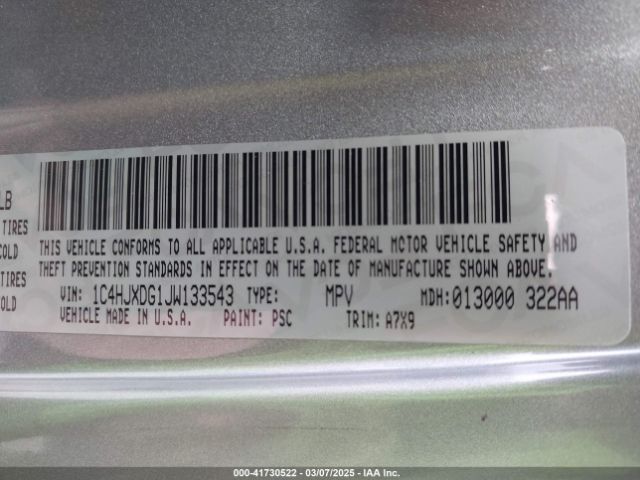 LB
TIRES
COLD
TIRES
COLD
THIS VEHICLE CONFORMS TO ALL APPLICABLE U.S.A. FEDERAL MOTOR VEHICLE SAFETY AND
THEFT PREVENTION STANDARDS IN EFFECT ON THE DATE OF MANUFACTURE SHOWN ABOVE.
VIN: 1C4HJXDG1JW133543 TYPE: MPV MDH:013000 322AA
VEHICLE MADE IN U.S.A. PAINT: PSC TRIM: A7X9
000-41730522 — 03/07/2025 — IAA Inc.